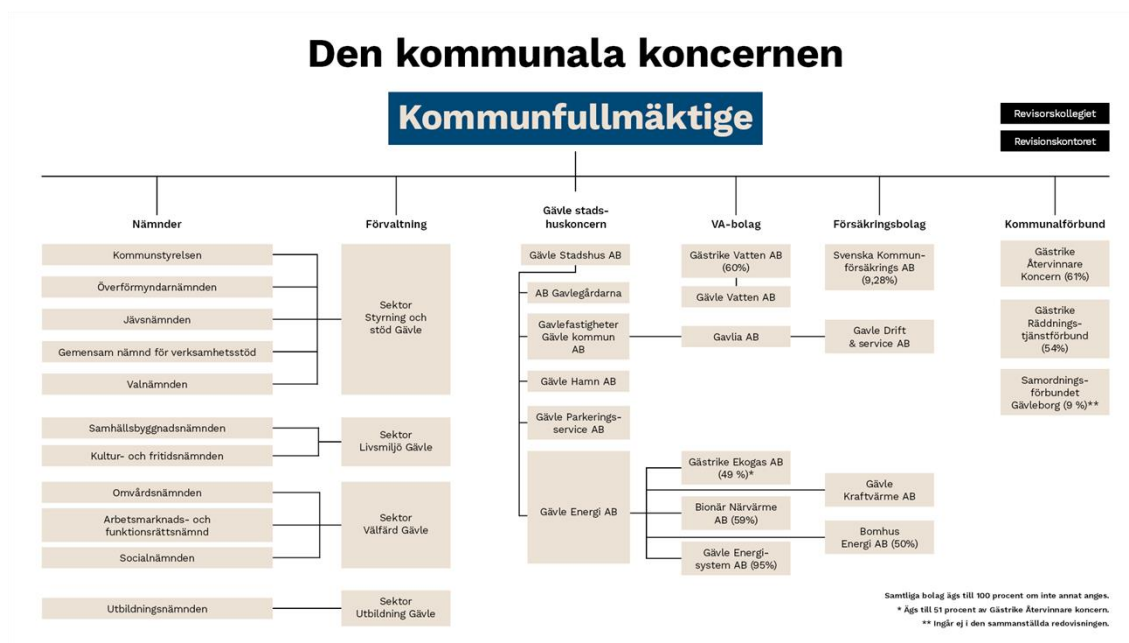 Den kommunala koncernen
Kommunfullmäktige
Revisorskollegiet
Revisionskontoret
Nämnder
Kommunstyrelsen
Överförmyndarnämnden
Jävsnämnden
Gemensam nämnd för verksamhetsstöd
Valnämnden
Samhällsbyggnadsnämnden
Kultur- och fritidsnämnden
Omvårdsnämnden
Arbetsmarknads- och
funktionsrättsnämnd
Socialnämnden
Utbildningsnämnden
Förvaltning
Sektor
Styrning och
stöd Gävle
Sektor
Livsmiljö Gävle
Sektor
Välfärd Gävle
Sektor
Utbildning Gävle
Gävle stads-
huskoncern
Gävle Stadshus AB
AB Gavlegårdarna
Gavlefastigheter
Gävle kommun
AB
Gävle Hamn AB
Gävle Parkerings-
service AB
Gävle Energi AB
VA-bolag
Gästrike Vatten AB
(60%)
Gävle Vatten AB
Gavlia AB
Gästrike Ekogas AB
(49 %)*
Bionär Närvärme
AB (59%)
Gävle Energi-
system AB (95%)
Försäkringsbolag
Svenska Kommun-
försäkrings AB
(9,28%)
Gavle Drift
& service AB
Gävle
Kraftvärme AB
Bomhus
Energi AB (50%)
Kommunalförbund
Gästrike
Återvinnare
Koncern (61%)
Gästrike
Räddnings-
tjänstförbund
(54%)
Samordnings-
förbundet
Gävleborg (9 %)**
Samtliga bolag ägs till 100 procent om inte annat anges.
* Ägs till 51 procent av Gästrike Återvinnare koncern.
** Ingår ej i den sammanställda redovisningen.